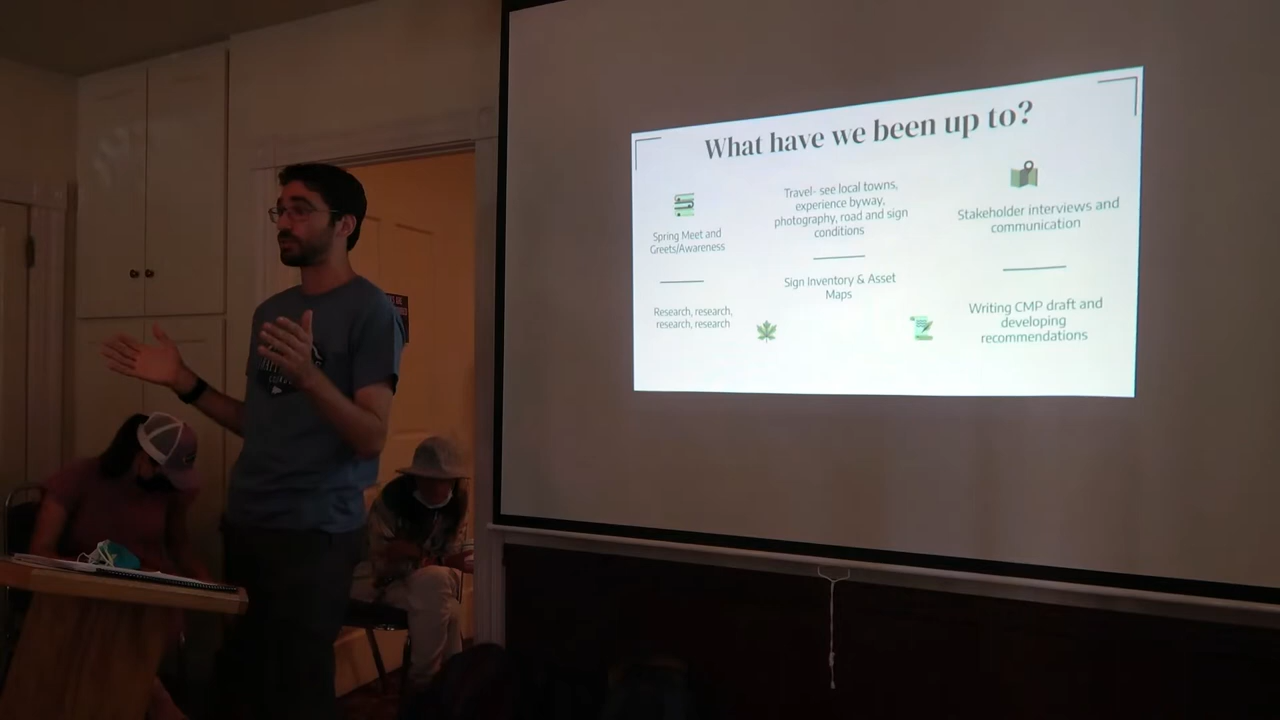 What have we been up to?
Spring Meet and
Greets/Awareness
Research, research,
research, research
Travel- see local towns,
experience byway,
photography, road and sign
conditions
Sign Inventory & Asset
Maps
Stakeholder interviews and
communication
Writing CMP draft and
developing
recommendations